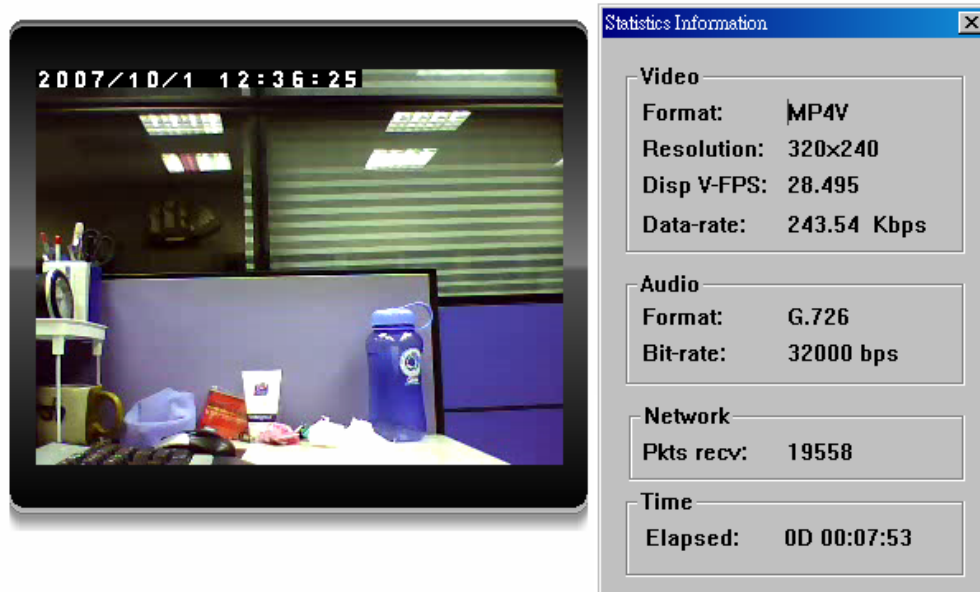 2007/10/1 12:36:25
Statistics Information
Video
Format: MP4V
Resolution: 320x240
Disp V-FPS: 28.495
Data-rate: 243.54 Kbps
Audio
Format: G.726
Bit-rate: 32000 bps
Network
Pkts recv: 19558
Time
Elapsed: 0D 00:07:53